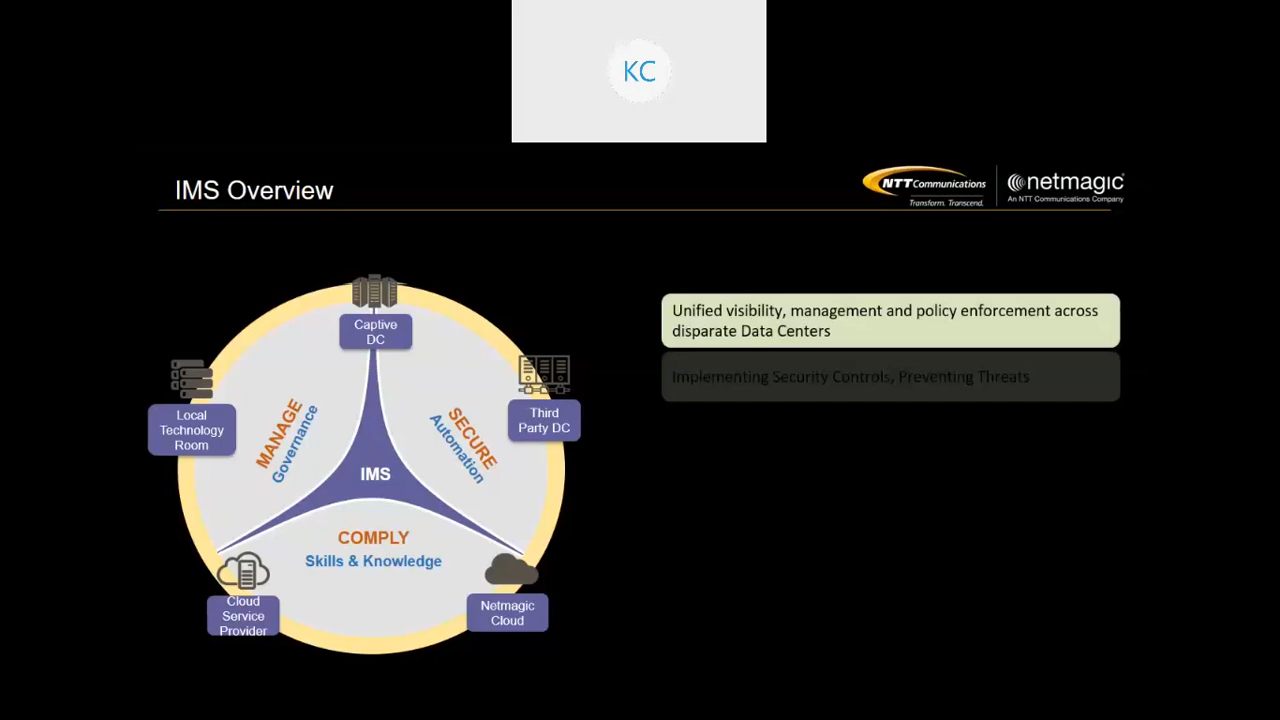 KC
IMS Overview
NTT Communications
Transform. Transcend.
netmagic
An NTT Communications Company
Captive
DC
Local
Technology
Room
Third
Party DC
MANAGE
Governance
SECURE
Automation
IMS
COMPLY
Skills & Knowledge
Cloud
Service
Provider
Netmagic
Cloud
Unified visibility, management and policy enforcement across
disparate Data Centers
Implementing Security Controls, Preventing Threats